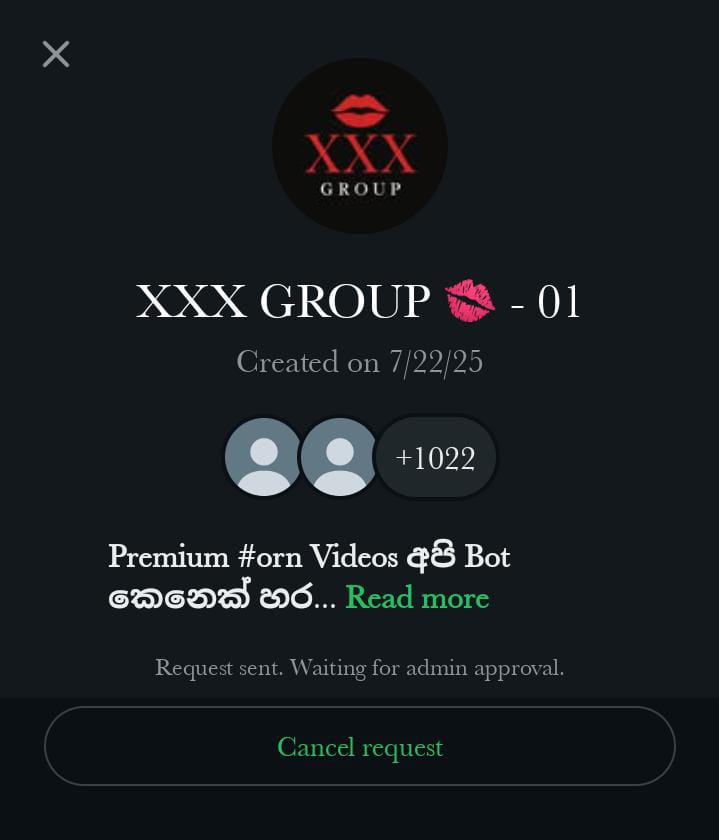 XXX
GROUP
XXX GROUP 💋 - 01
Created on 7/22/25
+1022
Premium #orn Videos අපි Bot
කෙනෙක් හර... Read more
Request sent. Waiting for admin approval.
Cancel request